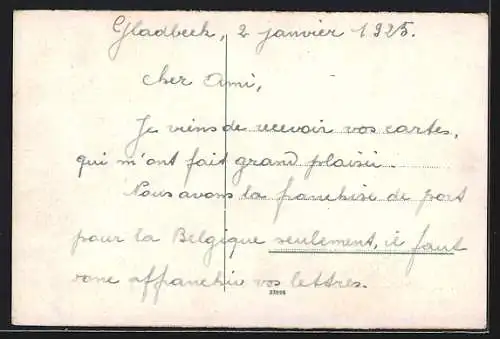 Gladbeck, 2 janvier 1925.
cher Ami,
Je viens de recevoir vos cartes,
qui m'ont fait grand plaisir.
Nous avons la franchise de port
pour la Belgique seulement, il faut
donc affranchir vos lettres.